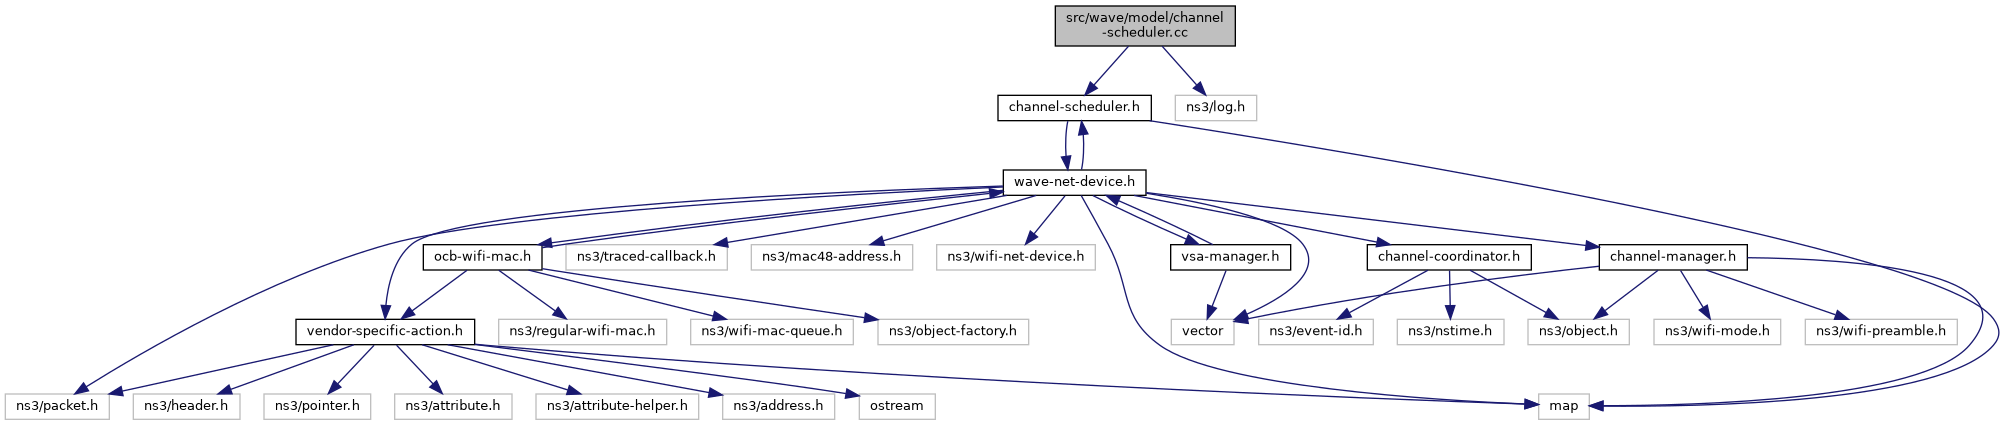 src/wave/model/channel
-scheduler.cc
channel-scheduler.h
ns3/log.h
wave-net-device.h
ocb-wifi-mac.h
ns3/traced-callback.h
ns3/mac48-address.h
ns3/wifi-net-device.h
vsa-manager.h
channel-coordinator.h
channel-manager.h
vendor-specific-action.h
ns3/regular-wifi-mac.h
ns3/wifi-mac-queue.h
ns3/object-factory.h
vector
ns3/event-id.h
ns3/nstime.h
ns3/object.h
ns3/wifi-mode.h
ns3/wifi-preamble.h
ns3/packet.h
ns3/header.h
ns3/pointer.h
ns3/attribute.h
ns3/attribute-helper.h
ns3/address.h
ostream
map